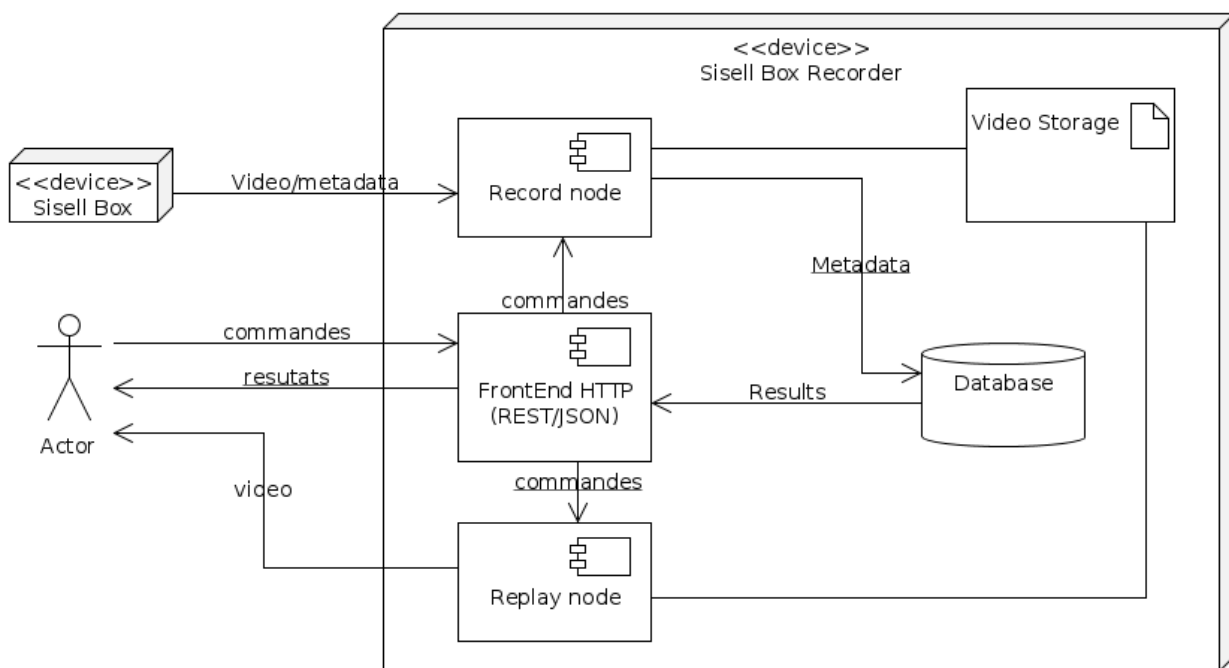 <<device>>
Sisell Box Recorder
Video Storage
<<device>>
Sisell Box
Video/metadata
Record node
Metadata
commandes
commandes
resutats
FrontEnd HTTP
(REST/JSON)
Results
Database
Actor
commandes
video
Replay node